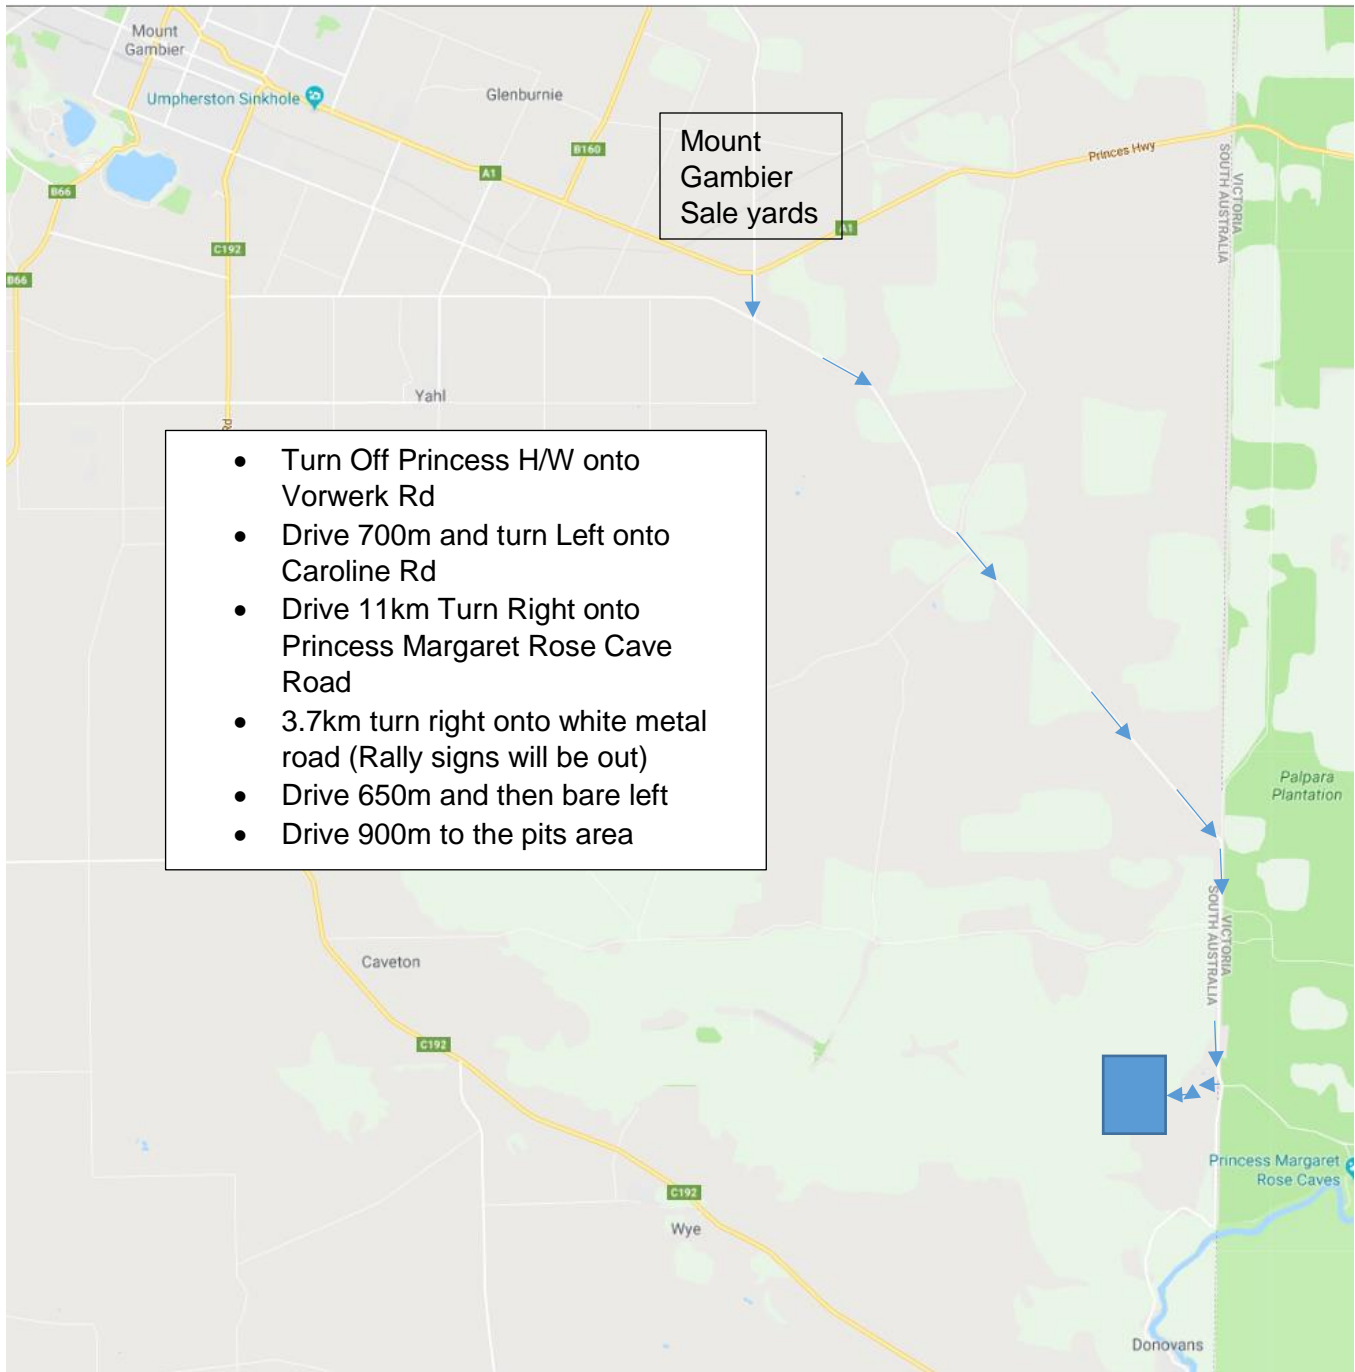 Mount
Gambier
Umpherston Sinkhole
Glenburnie
B160
A1
B66
C192
B66
Mount
Gambier
Sale yards
A1
Princes Hwy
VICTORIA
SOUTH AUSTRALIA
Yahl
Rd
• Turn Off Princess H/W onto
Vorwerk Rd
• Drive 700m and turn Left onto
Caroline Rd
• Drive 11km Turn Right onto
Princess Margaret Rose Cave
Road
• 3.7km turn right onto white metal
road (Rally signs will be out)
• Drive 650m and then bare left
• Drive 900m to the pits area
Palpara
Plantation
VICTORIA
SOUTH AUSTRALIA
Caveton
C192
Princess Margaret
Rose Caves
C192
Wye
Donovans